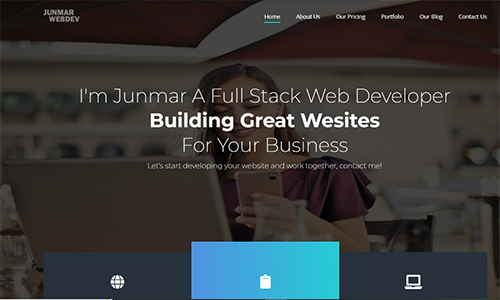 JUNMAR
WEBDEV
Home About Us Our Pricing Portfolio Our Blog Contact Us
I'm Junmar A Full Stack Web Developer
Building Great Wesites
For Your Business
Let's start developing your website and work together, contact me!